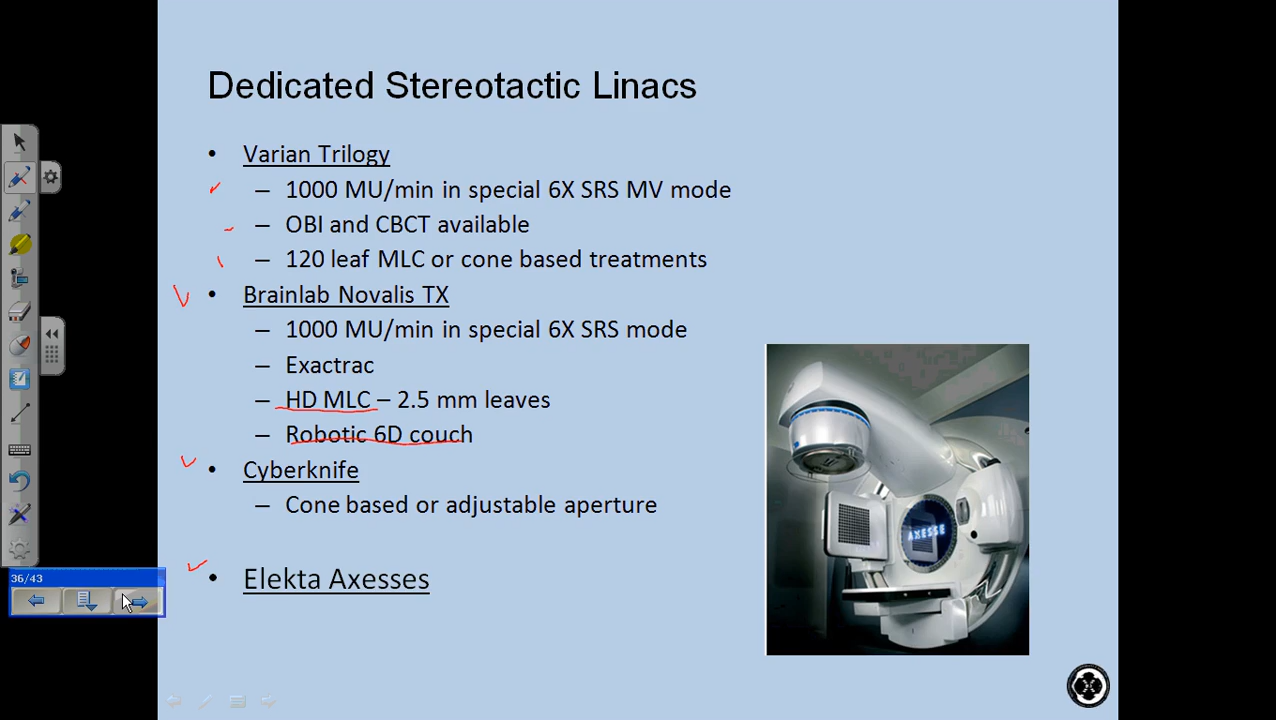 Dedicated Stereotactic Linacs
• Varian Trilogy
– 1000 MU/min in special 6X SRS MV mode
– OBI and CBCT available
– 120 leaf MLC or cone based treatments
• Brainlab Novalis TX
– 1000 MU/min in special 6X SRS mode
– Exactrac
– HD MLC – 2.5 mm leaves
– Robotic 6D couch
• Cyberknife
– Cone based or adjustable aperture
• Elekta Axesses
AXESSE
36/43